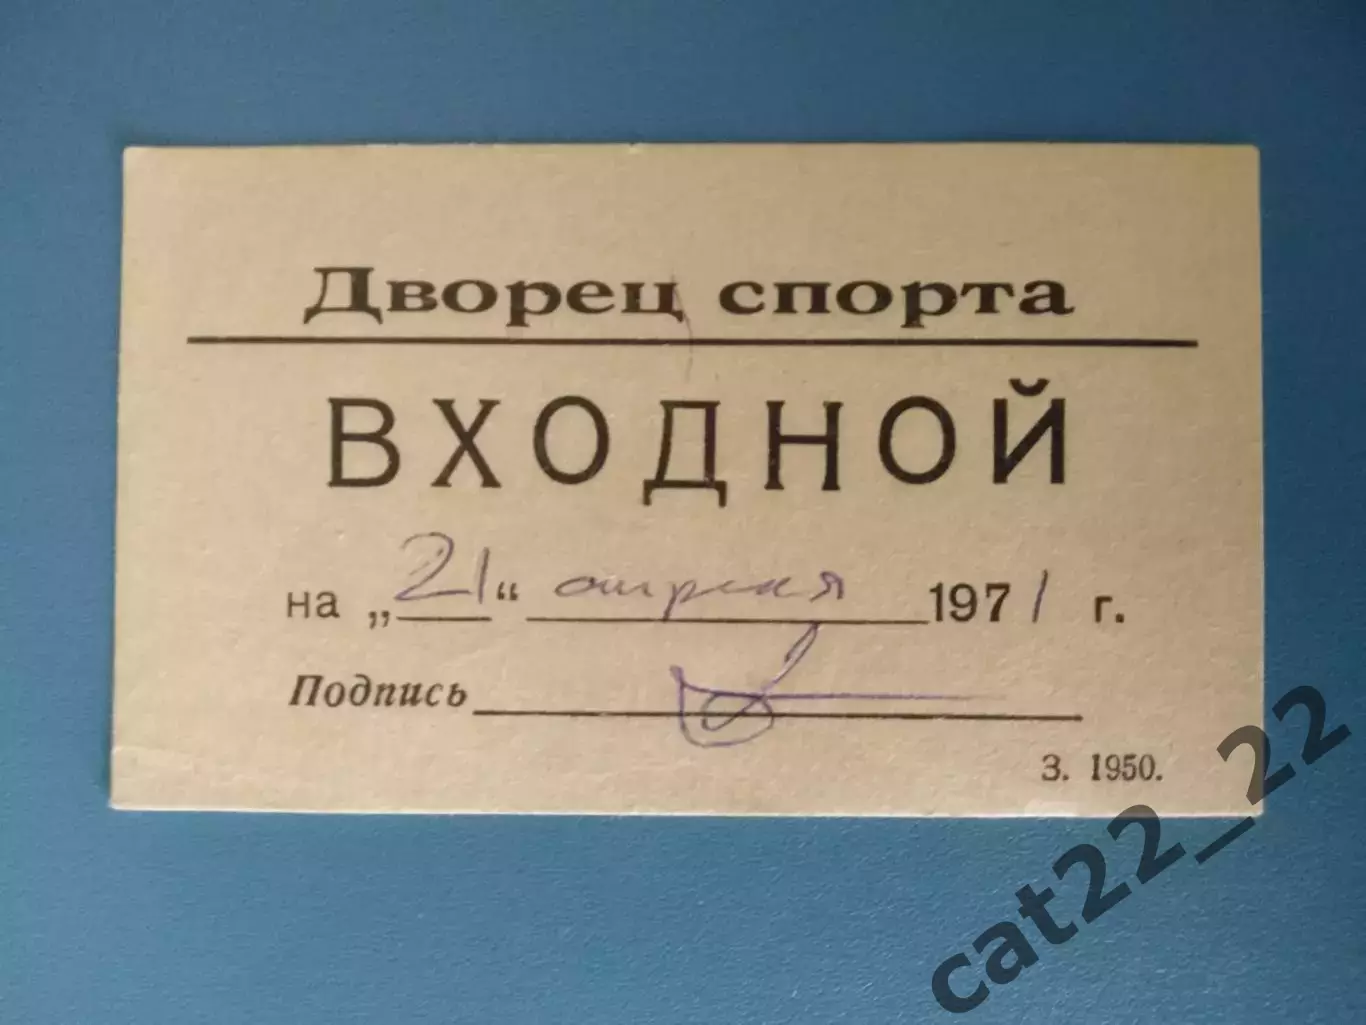 Дворец спорта
ВХОДНОЙ
на „21“ апреля 1971 г.
Подпись
З. 1950.
cat22_22